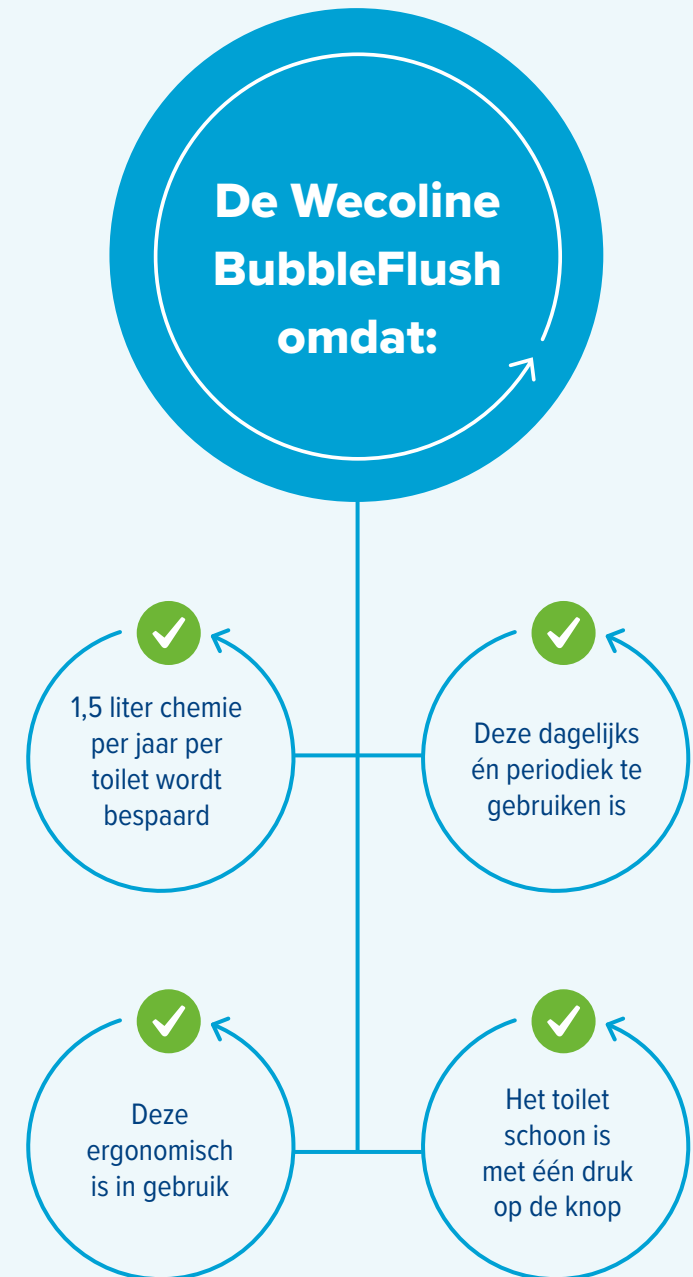 De Wecoline
BubbleFlush
omdat:
1,5 liter chemie
per jaar per
toilet wordt
bespaard
Deze dagelijks
én periodiek te
gebruiken is
Deze
ergonomisch
is in gebruik
Het toilet
schoon is
met één druk
op de knop